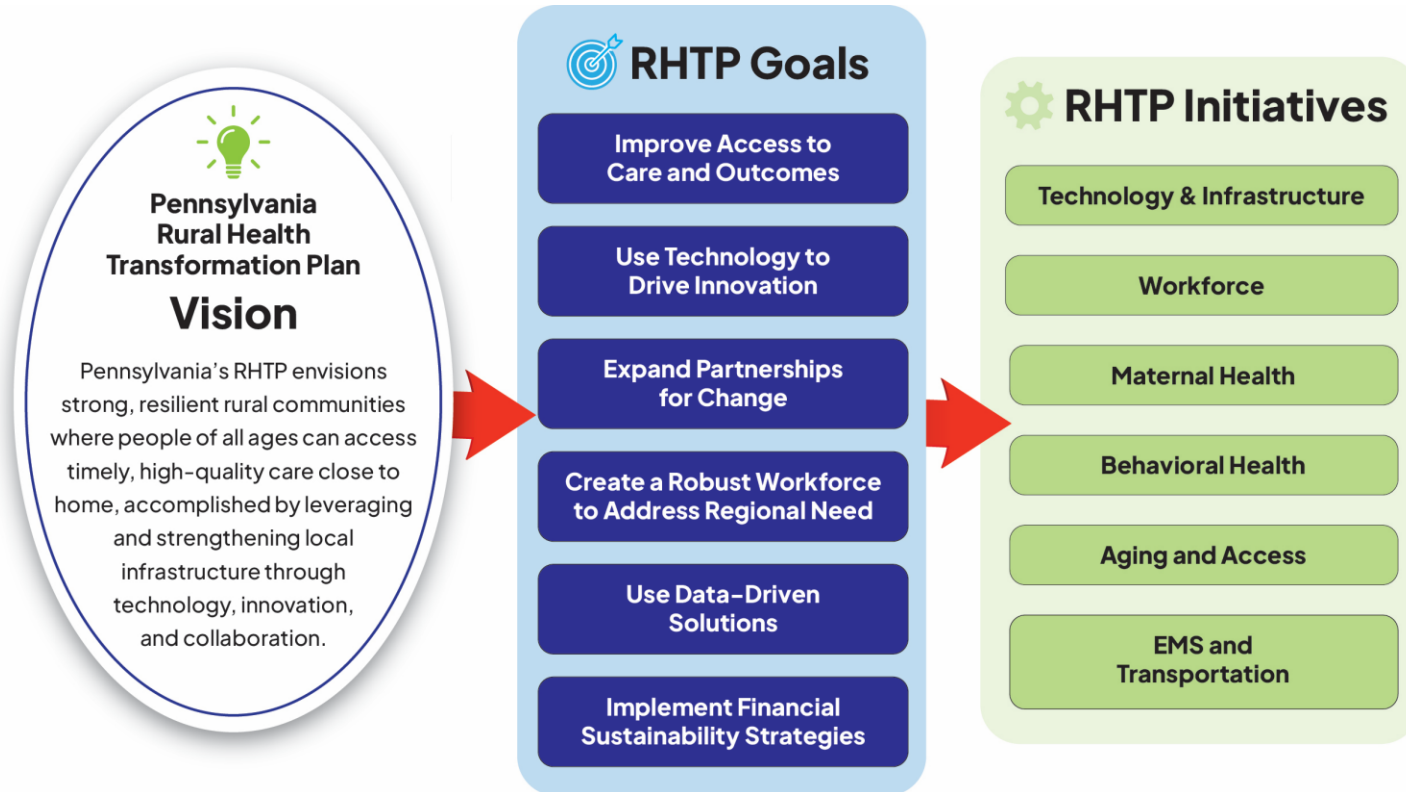 Pennsylvania
Rural Health
Transformation Plan
Vision
Pennsylvania’s RHTP envisions
strong, resilient rural communities
where people of all ages can access
timely, high-quality care close to
home, accomplished by leveraging
and strengthening local
infrastructure through
technology, innovation,
and collaboration.
RHTP Goals
Improve Access to
Care and Outcomes
Use Technology to
Drive Innovation
Expand Partnerships
for Change
Create a Robust Workforce
to Address Regional Need
Use Data-Driven
Solutions
Implement Financial
Sustainability Strategies
RHTP Initiatives
Technology & Infrastructure
Workforce
Maternal Health
Behavioral Health
Aging and Access
EMS and
Transportation